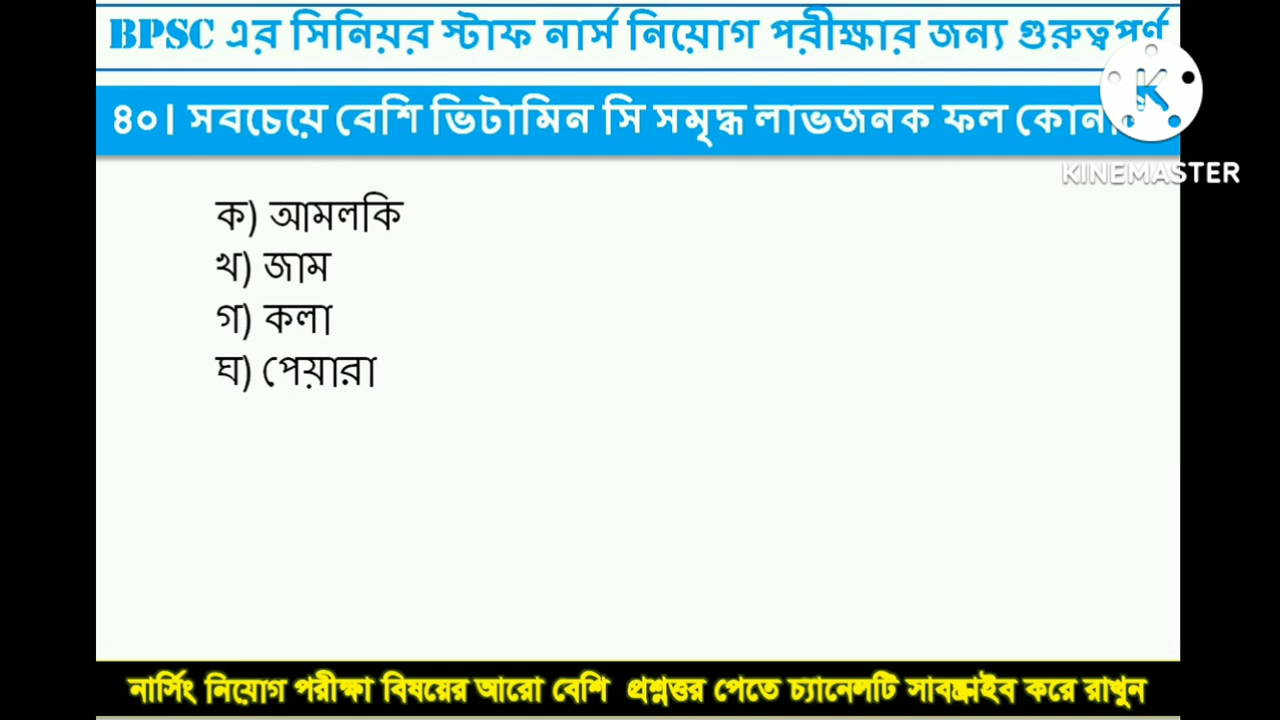 BPSC এর সিনিয়র স্টাফ নার্স নিয়োগ পরীক্ষার জন্য গুরুত্বপূর্ণ
৪০। সবচেয়ে বেশি ভিটামিন সি সমৃদ্ধ লাভজনক ফল
K
KINEMASTER
ক) আমলকি
খ) জাম
গ) কলা
ঘ) পেয়ারা
নার্সিং নিয়োগ পরীক্ষা বিষয়ের আরো বেশি প্রশ্নত্তর পেতে চ্যানেলটি সাবস্ক্রাইব করে রাখুন